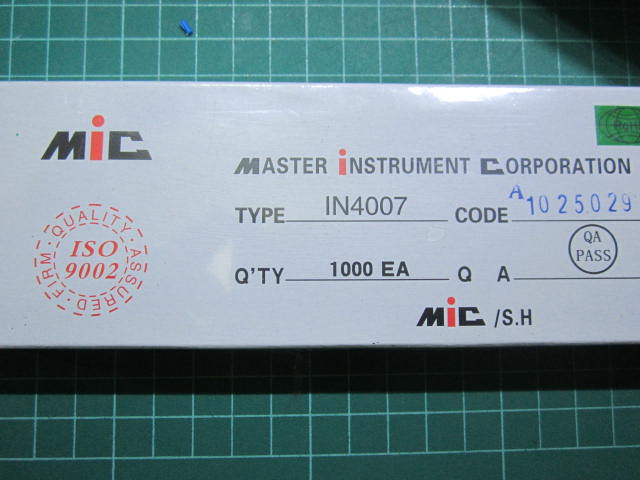 MiC
RoHS
MASTER iNSTRUMENT CORPORATION
TYPE IN4007 CODE A1025029
FIRM · QUALITY · ASSURED
ISO
9002
QA
PASS
Q'TY 1000 EA Q A
MiC /S.H